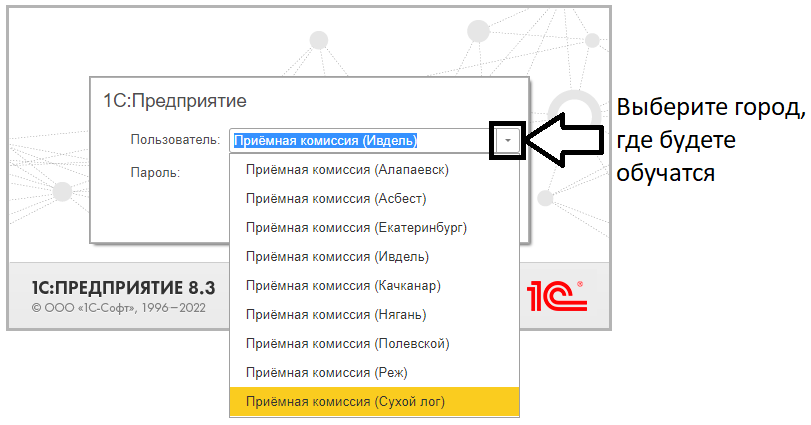 1С:Предприятие
Пользователь: Приёмная комиссия (Ивдель)
Пароль:
Приёмная комиссия (Алапаевск)
Приёмная комиссия (Асбест)
Приёмная комиссия (Екатеринбург)
Приёмная комиссия (Ивдель)
Приёмная комиссия (Качканар)
Приёмная комиссия (Нягань)
Приёмная комиссия (Полевской)
Приёмная комиссия (Реж)
Приёмная комиссия (Сухой лог)
Выберите город,
где будете
обучатся
1С:ПРЕДПРИЯТИЕ 8.3
© ООО «1С-Софт», 1996–2022
1С®